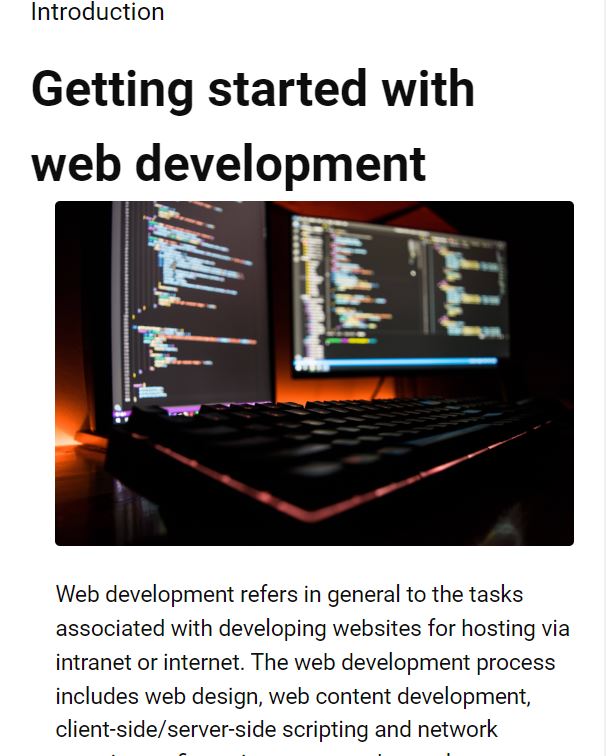 Introduction
Getting started with
web development
Web development refers in general to the tasks
associated with developing websites for hosting via
intranet or internet. The web development process
includes web design, web content development,
client-side/server-side scripting and network